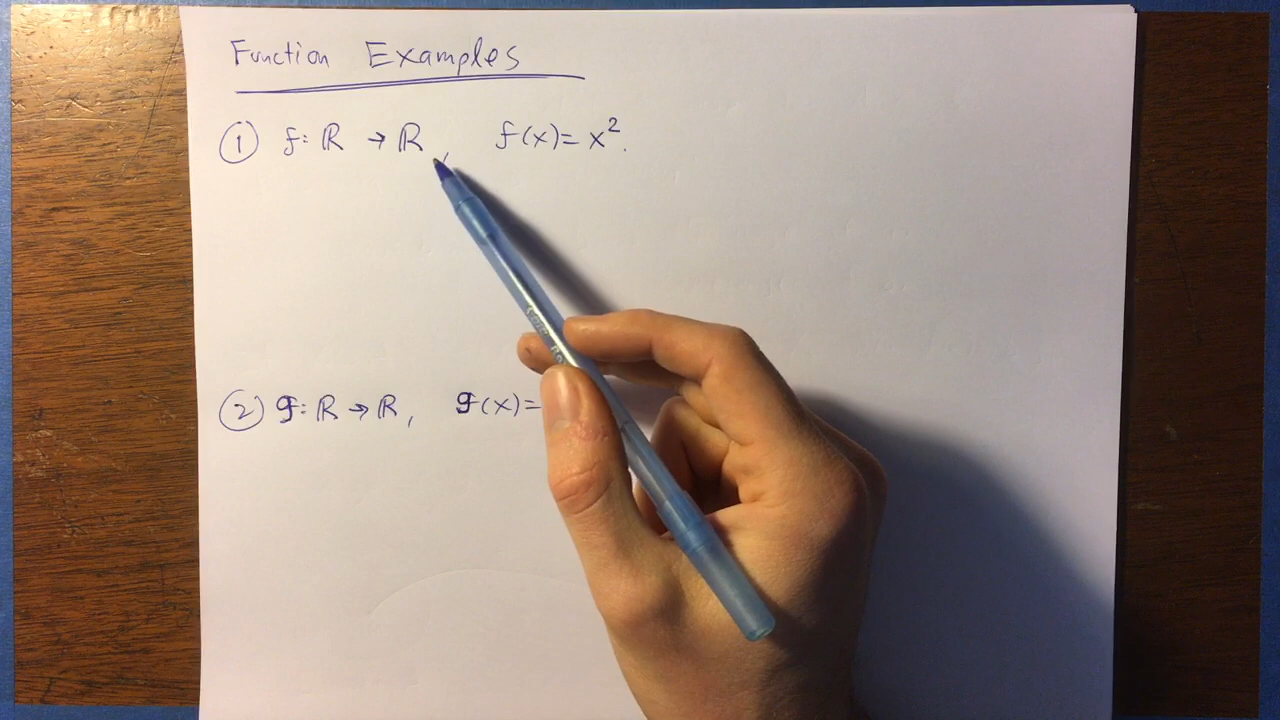 Function Examples
① f: ℝ → ℝ, f(x) = x².
② g: ℝ → ℝ, g(x) =